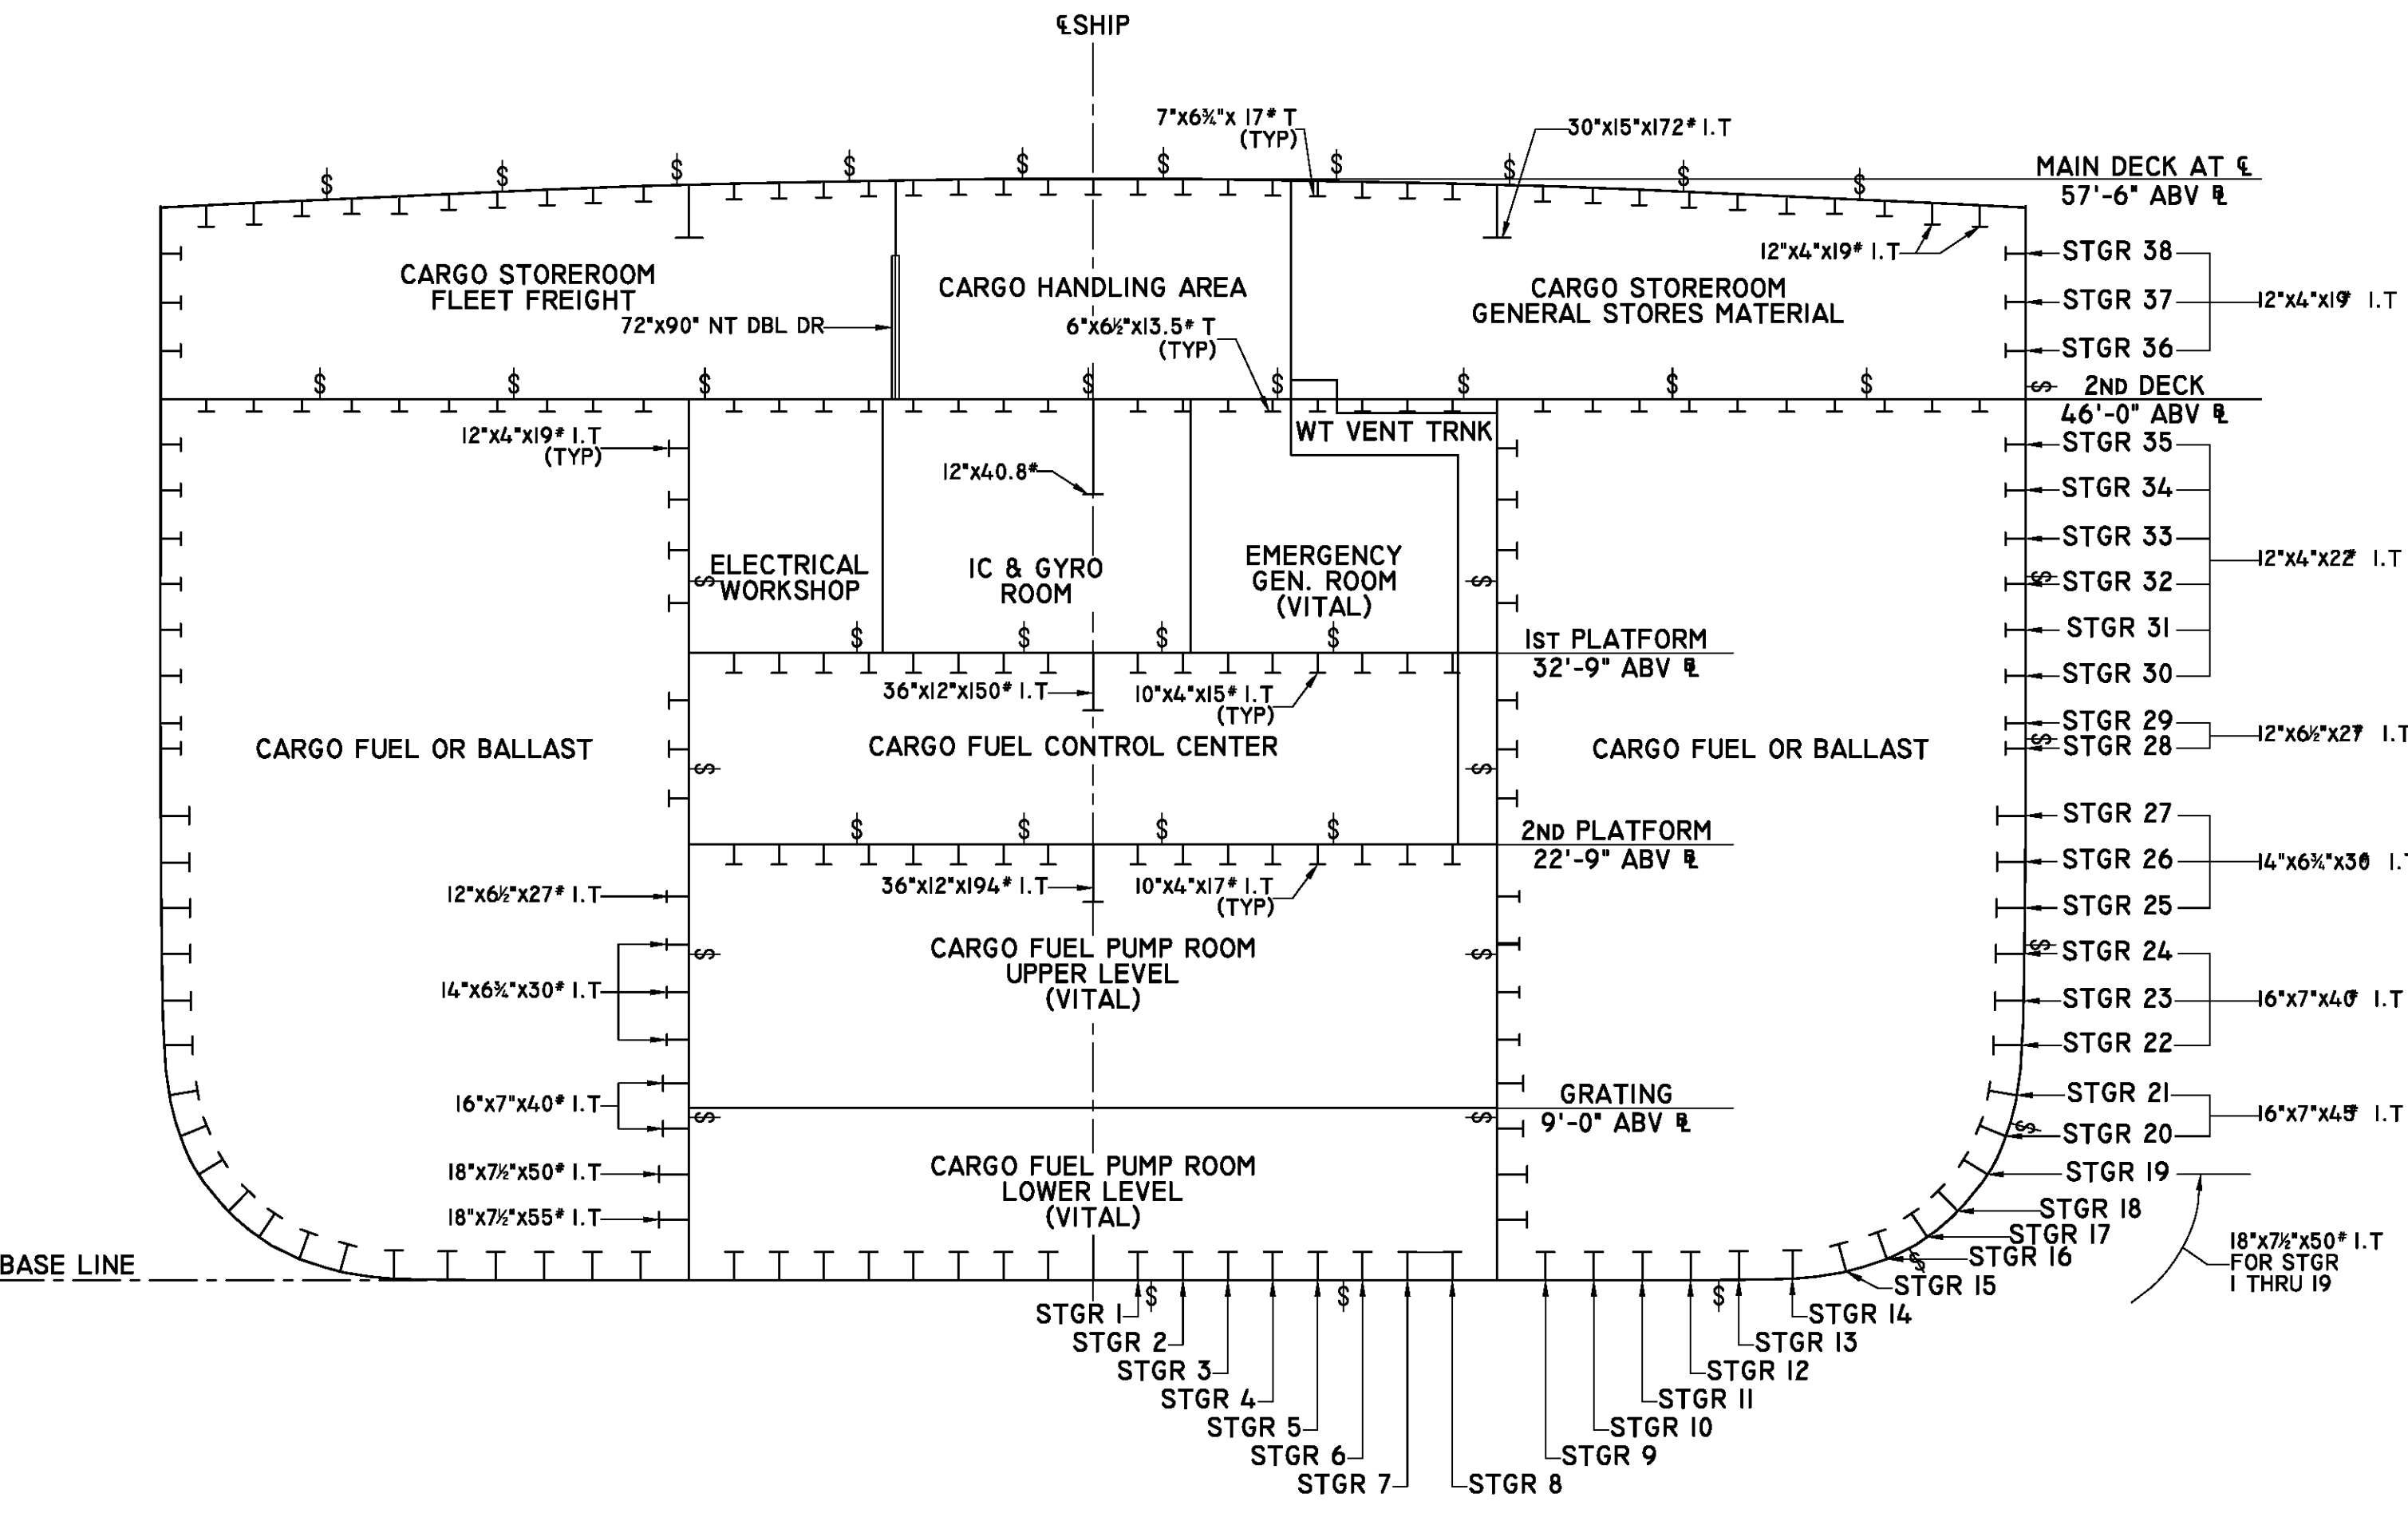 ℄SHIP
7"x6¾"x 17# T
(TYP)
30"x15"x172# I.T
MAIN DECK AT ℄
57'-6" ABV ℄
12"x4"x19# I.T
STGR 38
STGR 37
12"x4"x19# I.T
STGR 36
CARGO STOREROOM
FLEET FREIGHT
72"x90" NT DBL DR
CARGO HANDLING AREA
6"x6½"x13.5# T
(TYP)
CARGO STOREROOM
GENERAL STORES MATERIAL
2ND DECK
46'-0" ABV ℄
12"x4"x19# I.T
(TYP)
12"x40.8#
WT VENT TRNK
STGR 35
STGR 34
STGR 33
12"x4"x22# I.T
STGR 32
STGR 31
STGR 30
ELECTRICAL
WORKSHOP
IC & GYRO
ROOM
EMERGENCY
GEN. ROOM
(VITAL)
1ST PLATFORM
32'-9" ABV ℄
36"x12"x150# I.T
10"x4"x15# I.T
(TYP)
STGR 29
12"x6½"x27# I.T
STGR 28
CARGO FUEL OR BALLAST
CARGO FUEL CONTROL CENTER
CARGO FUEL OR BALLAST
2ND PLATFORM
22'-9" ABV ℄
STGR 27
STGR 26
14"x6¾"x30# I.T
STGR 25
12"x6½"x27# I.T
36"x12"x194# I.T
10"x4"x17# I.T
(TYP)
14"x6¾"x30# I.T
CARGO FUEL PUMP ROOM
UPPER LEVEL
(VITAL)
STGR 24
STGR 23
16"x7"x40# I.T
STGR 22
16"x7"x40# I.T
GRATING
9'-0" ABV ℄
STGR 21
16"x7"x45# I.T
STGR 20
18"x7½"x50# I.T
18"x7½"x55# I.T
CARGO FUEL PUMP ROOM
LOWER LEVEL
(VITAL)
STGR 19
STGR 18
STGR 17
STGR 16
STGR 15
18"x7½"x50# I.T
FOR STGR
1 THRU 19
BASE LINE
STGR 1
STGR 14
STGR 2
STGR 13
STGR 3
STGR 12
STGR 4
STGR 11
STGR 5
STGR 10
STGR 6
STGR 9
STGR 7
STGR 8